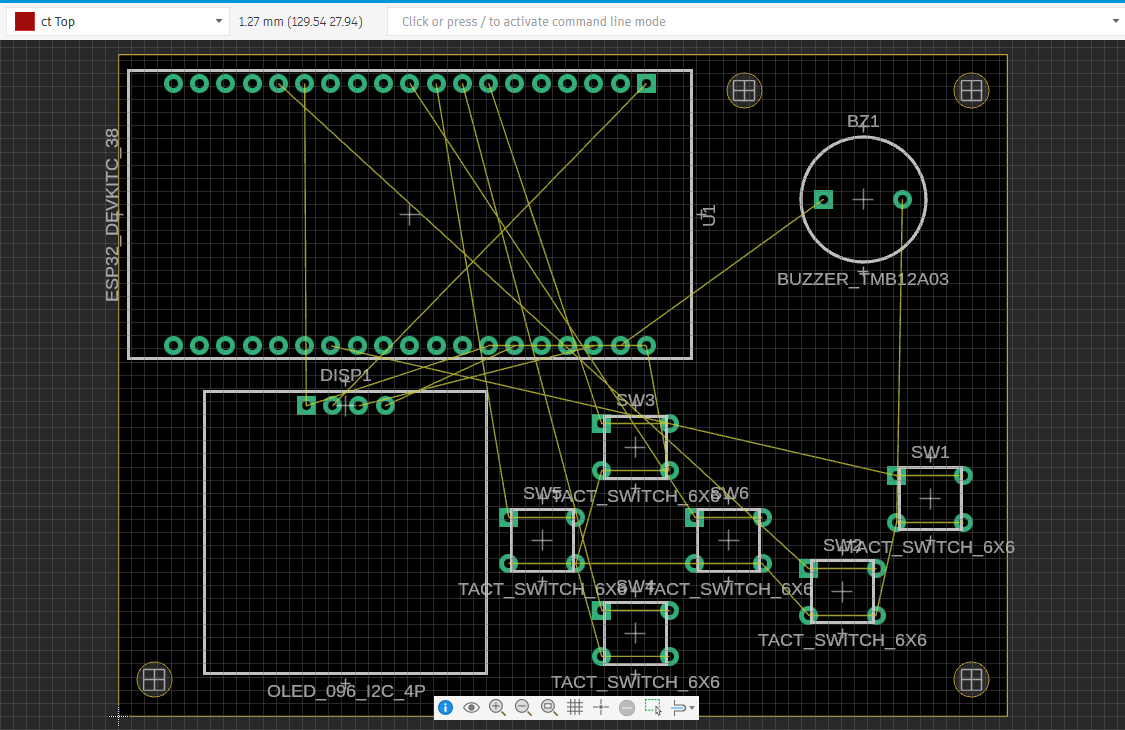 ct Top
1.27 mm (129.54 27.94)
Click or press / to activate command line mode
ESP32_DEVKITC_38
U1
BZ1
BUZZER_TMB12A03
DISP1
OLED_096_I2C_4P
SW3
TACT_SWITCH_6X6
SW1
TACT_SWITCH_6X6
SW5
TACT_SWITCH_6X6
SW6
TACT_SWITCH_6X6
SW2
TACT_SWITCH_6X6
SW4
TACT_SWITCH_6X6